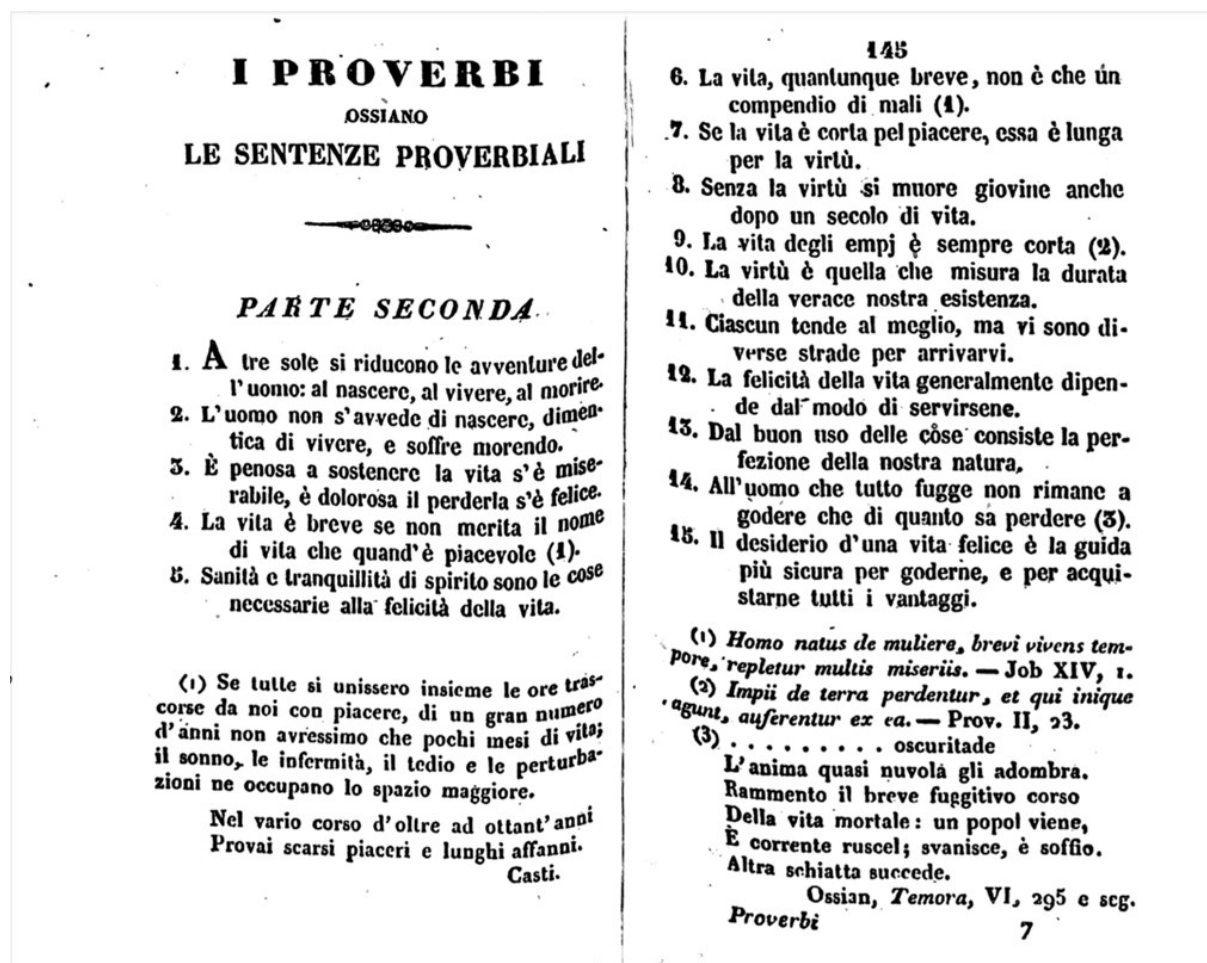 I PROVERBI
OSSIANO
LE SENTENZE PROVERBIALI
PARTE SECONDA
1. A tre sole si riducono le avventure del-
l'uomo: al nascere, al vivere, al morire.
2. L'uomo non s'avvede di nascere, dimen-
tica di vivere, e soffre morendo.
3. È penosa a sostenere la vita s'è mise-
rabile, è dolorosa il perderla s'è felice.
4. La vita è breve se non merita il nome
di vita che quand'è piacevole (1).
5. Sanità e tranquillità di spirito sono le cose
necessarie alla felicità della vita.
(1) Se tutte si unissero insieme le ore tras-
corse da noi con piacere, di un gran numero
d'anni non avressimo che pochi mesi di vita;
il sonno, le infermità, il tedio e le perturba-
zioni ne occupano lo spazio maggiore.
Nel vario corso d'oltre ad ottant'anni
Provai scarsi piaceri e lunghi affanni.
Casti.
145
6. La vita, quantunque breve, non è che un
compendio di mali (1).
7. Se la vita è corta pel piacere, essa è lunga
per la virtù.
8. Senza la virtù si muore giovine anche
dopo un secolo di vita.
9. La vita degli empj è sempre corta (2).
10. La virtù è quella che misura la durata
della verace nostra esistenza.
11. Ciascun tende al meglio, ma vi sono di-
verse strade per arrivarvi.
12. La felicità della vita generalmente dipen-
de dal modo di servirsene.
13. Dal buon uso delle cose consiste la per-
fezione della nostra natura.
14. All'uomo che tutto fugge non rimane a
godere che di quanto sa perdere (3).
15. Il desiderio d'una vita felice è la guida
più sicura per goderne, e per acqui-
starne tutti i vantaggi.
(1) Homo natus de muliere, brevi vivens tem-
pore, repletur multis miseriis. — Job XIV, 1.
(2) Impii de terra perdentur, et qui inique
agunt, auferentur ex ea. — Prov. II, 23.
(3) . . . . . . . . . oscuritade
L'anima quasi nuvola gli adombra.
Rammento il breve fuggitivo corso
Della vita mortale: un popol viene,
È corrente ruscel; svanisce, è soffio.
Altra schiatta succede.
Ossian, Temora, VI, 295 e seg.
Proverbi
7